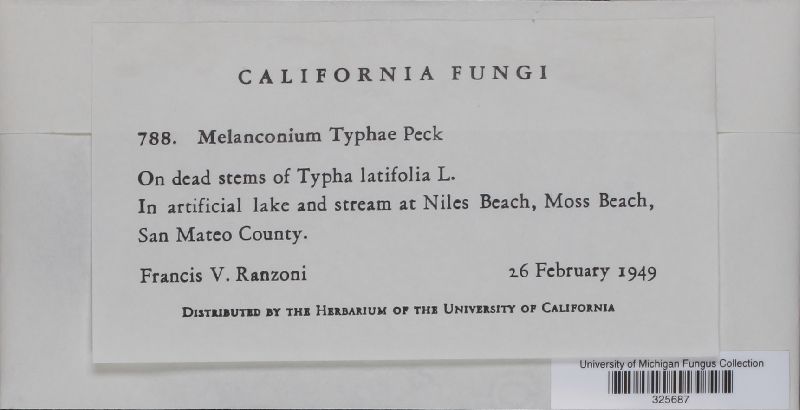 CALIFORNIA FUNGI
788. Melanconium Typhae Peck
On dead stems of Typha latifolia L.
In artificial lake and stream at Niles Beach, Moss Beach,
San Mateo County.
Francis V. Ranzoni 26 February 1949
DISTRIBUTED BY THE HERBARIUM OF THE UNIVERSITY OF CALIFORNIA
University of Michigan Fungus Collection
325687